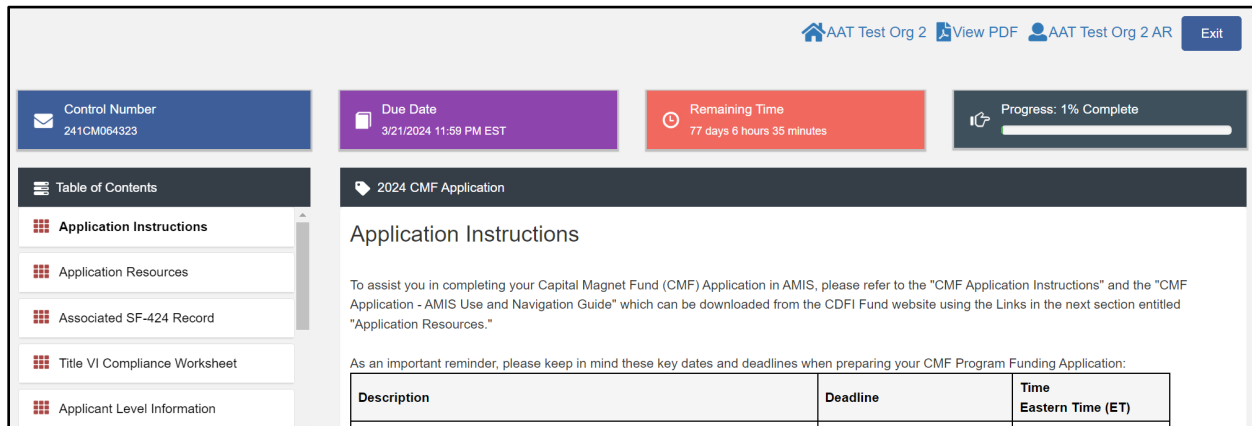 AAT Test Org 2 View PDF AAT Test Org 2 AR Exit
Control Number
241CM064323
Due Date
3/21/2024 11:59 PM EST
Remaining Time
77 days 6 hours 35 minutes
Progress: 1% Complete
Table of Contents
Application Instructions
Application Resources
Associated SF-424 Record
Title VI Compliance Worksheet
Applicant Level Information
2024 CMF Application
Application Instructions
To assist you in completing your Capital Magnet Fund (CMF) Application in AMIS, please refer to the "CMF Application Instructions" and the "CMF
Application - AMIS Use and Navigation Guide" which can be downloaded from the CDFI Fund website using the Links in the next section entitled
"Application Resources."
As an important reminder, please keep in mind these key dates and deadlines when preparing your CMF Program Funding Application:
Description Deadline Time
Eastern Time (ET)